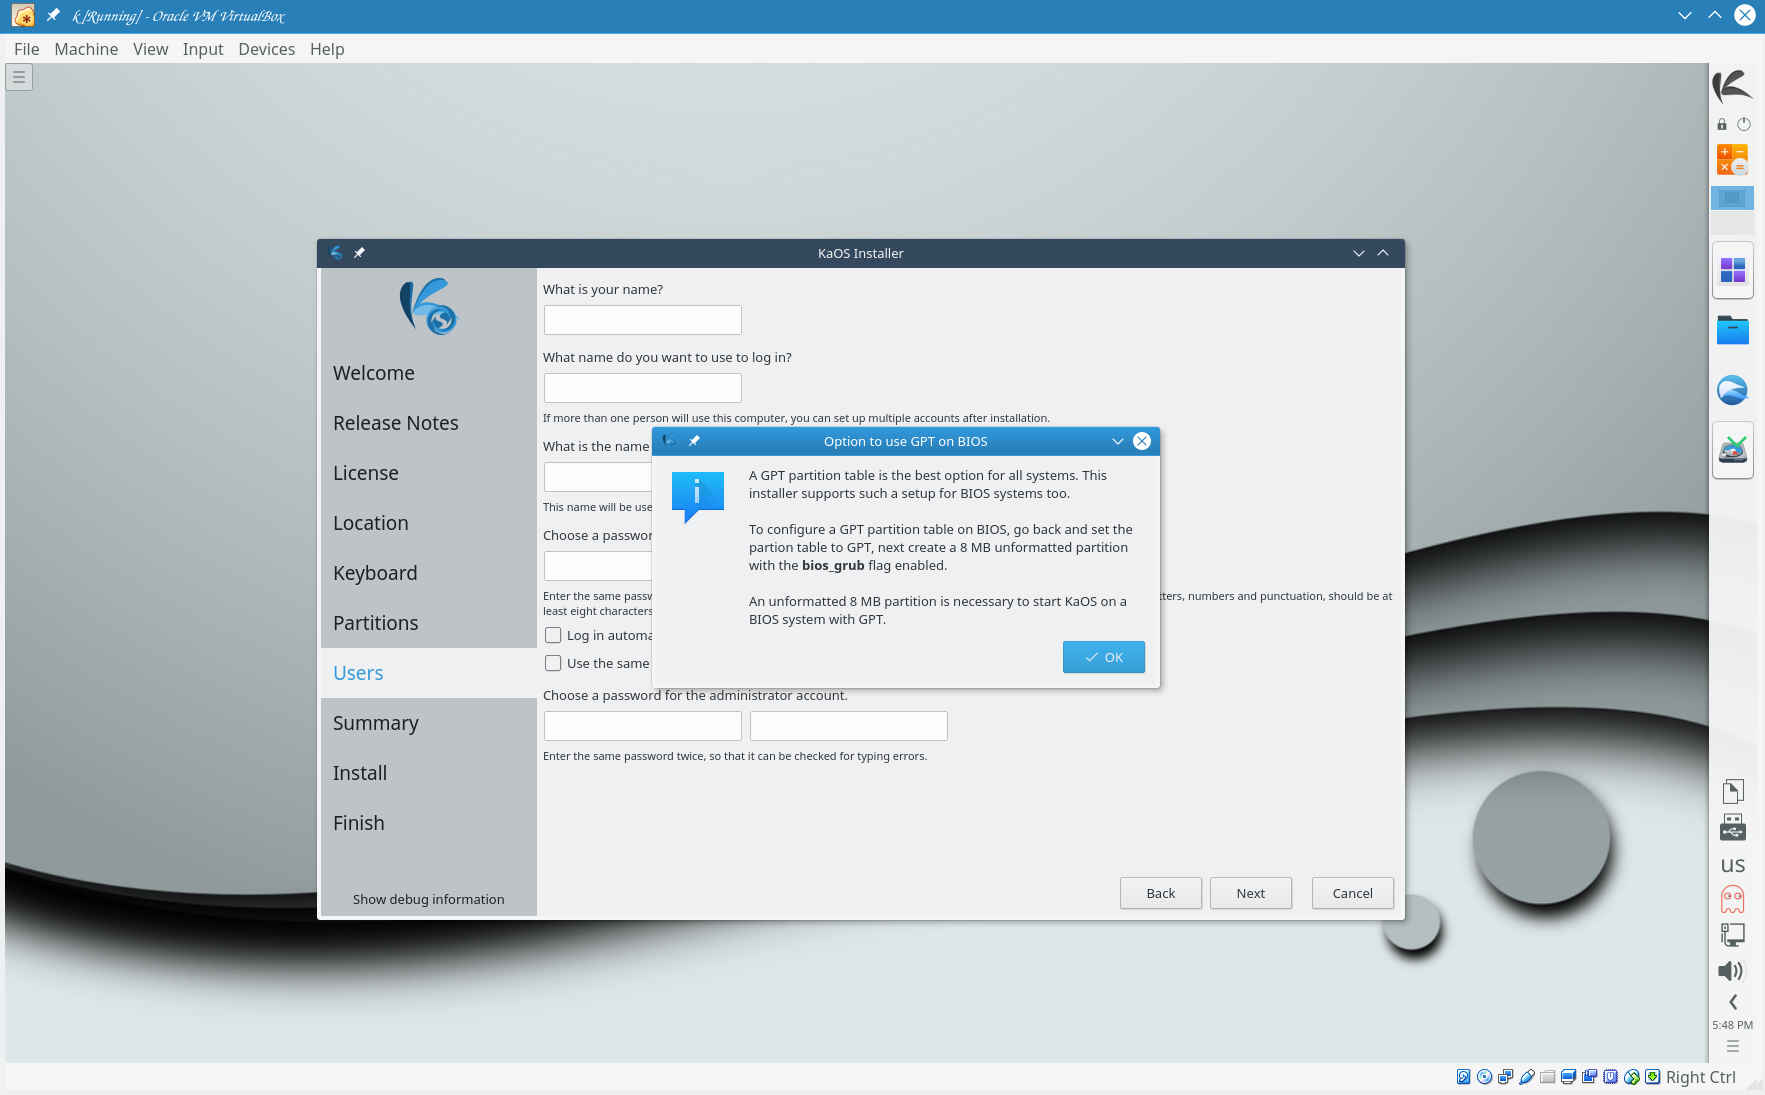 k [Running] - Oracle VM VirtualBox
File Machine View Input Devices Help
KaOS Installer
Welcome
Release Notes
License
Location
Keyboard
Partitions
Users
Summary
Install
Finish
Show debug information
What is your name?
What name do you want to use to log in?
If more than one person will use this computer, you can set up multiple accounts after installation.
What is the name
This name will be use
Choose a passwor
Enter the same passw
tters, numbers and punctuation, should be at
least eight characters
Log in automa
Use the same
Choose a password for the administrator account.
Enter the same password twice, so that it can be checked for typing errors.
Back
Next
Cancel
Option to use GPT on BIOS
A GPT partition table is the best option for all systems. This
installer supports such a setup for BIOS systems too.
To configure a GPT partition table on BIOS, go back and set the
partion table to GPT, next create a 8 MB unformatted partition
with the bios_grub flag enabled.
An unformatted 8 MB partition is necessary to start KaOS on a
BIOS system with GPT.
OK
us
5:48 PM
Right Ctrl